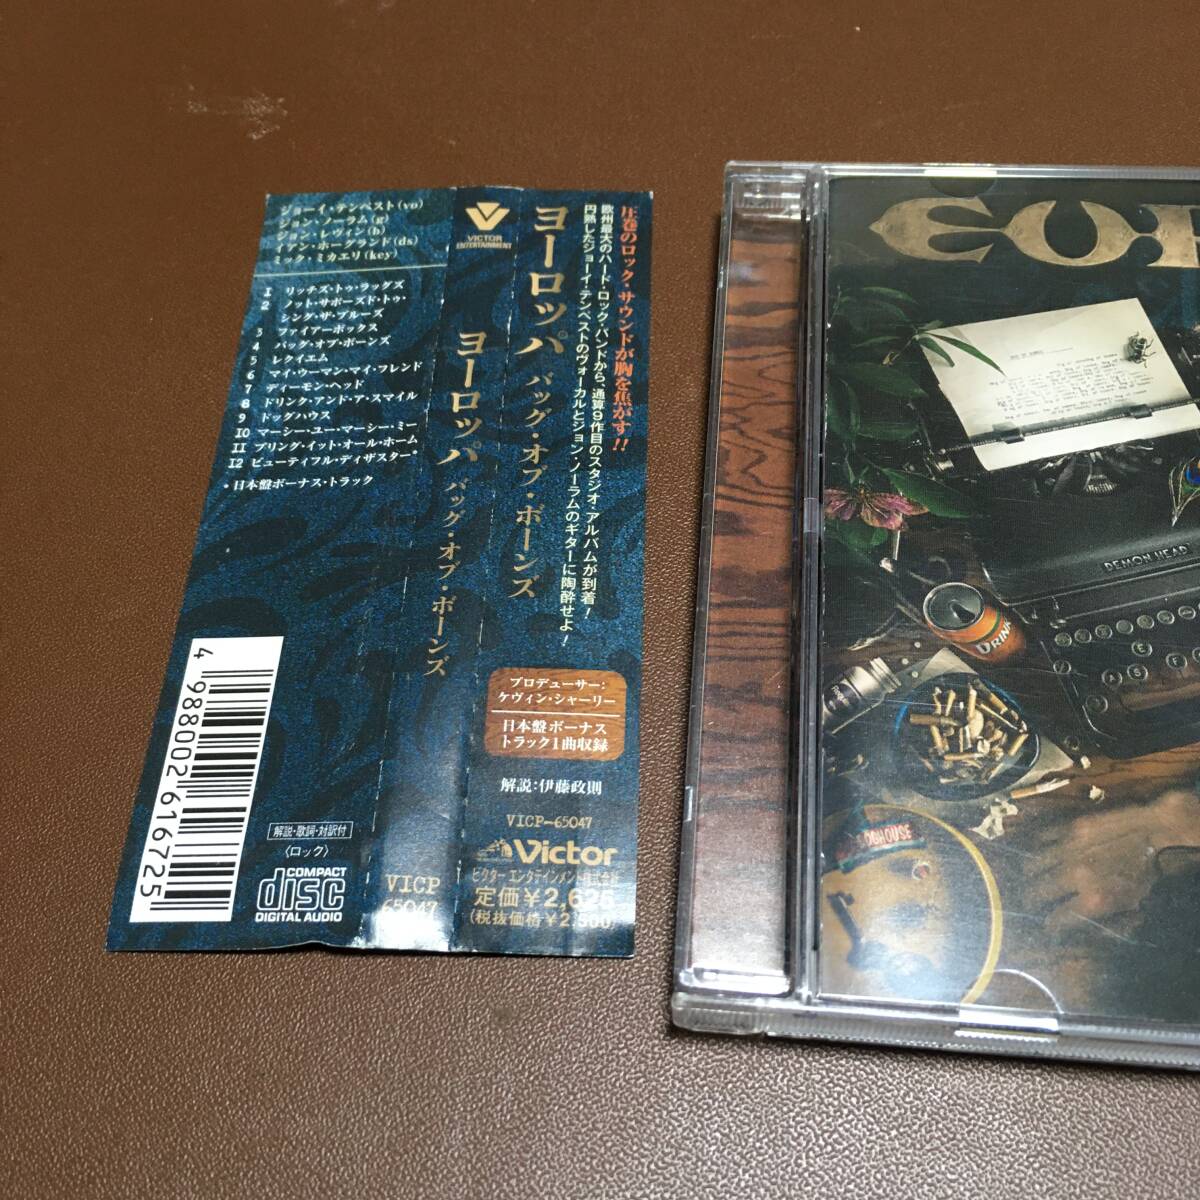 ジョーイ・テンペスト(vo)
ジョン・ノーラム(g)
ジョン・レヴィン(b)
イアン・ホーグランド(ds)
ミック・ミカエリ(key)
1 リッチズ・トゥ・ラッグズ
2 ノット・サポーズド・トゥ・
シング・ザ・ブルーズ
3 ファイアーボックス
4 バッグ・オブ・ボーンズ
5 レクイエム
6 マイ・ウーマン・マイ・フレンド
7 ディーモン・ヘッド
8 ドリンク・アンド・ア・スマイル
9 ドッグハウス
10 マーシー・ユー・マーシー・ミー
11 ブリング・イット・オール・ホーム
12 ビューティフル・ディザスター*
・日本盤ボーナス・トラック
4 988002 616725
解説・歌詞・対訳付
〈ロック〉
COMPACT
disc
DIGITAL AUDIO
VICTOR
ENTERTAINMENT
ヨーロッパ バッグ・オブ・ボーンズ
VICP
65047
圧巻のロック・サウンドが胸を焦がす!!
欧州最大のハード・ロック・バンドから、通算9作目のスタジオ・アルバムが到着!
円熟したジョーイ・テンペストのヴォーカルとジョン・ノーラムのギターに陶酔せよ!
ヨーロッパ バッグ・オブ・ボーンズ
プロデューサー:
ケヴィン・シャーリー
日本盤ボーナス
トラック1曲収録
解説:伊藤政則
VICP-65047
Victor
ビクター エンタテインメント株式会社
定価¥2,625
(税抜価格¥2,500)
DEMON HEAD
DRINK